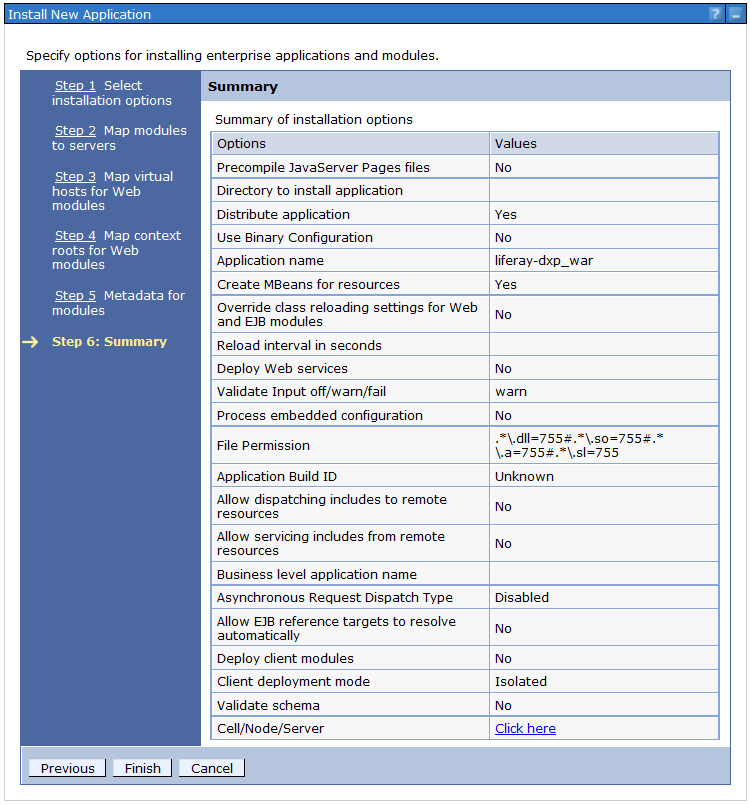 Install New Application
?
Specify options for installing enterprise applications and modules.
Step 1 Select
installation options
Step 2 Map modules
to servers
Step 3 Map virtual
hosts for Web
modules
Step 4 Map context
roots for Web
modules
Step 5 Metadata for
modules
Step 6: Summary
Summary
Summary of installation options
Options Values
Precompile JavaServer Pages files No
Directory to install application
Distribute application Yes
Use Binary Configuration No
Application name liferay-dxp_war
Create MBeans for resources Yes
Override class reloading settings for Web
and EJB modules
No
Reload interval in seconds
Deploy Web services No
Validate Input off/warn/fail warn
Process embedded configuration No
File Permission
.*\.dll=755#.*\.so=755#.*
\.a=755#.*\.sl=755
Application Build ID Unknown
Allow dispatching includes to remote
resources
No
Allow servicing includes from remote
resources
No
Business level application name
Asynchronous Request Dispatch Type Disabled
Allow EJB reference targets to resolve
automatically
No
Deploy client modules No
Client deployment mode Isolated
Validate schema No
Cell/Node/Server Click here
Previous Finish Cancel